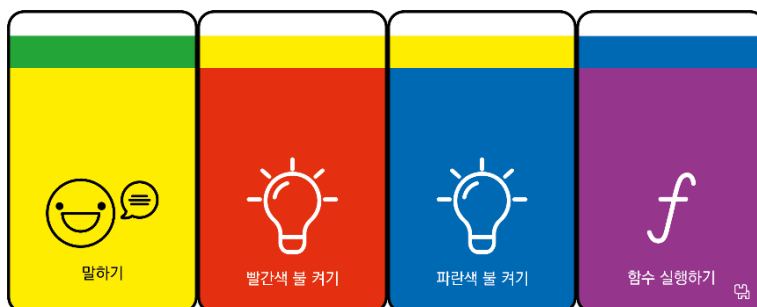 말하기
빨간색 불 켜기
파란색 불 켜기
함수 실행하기